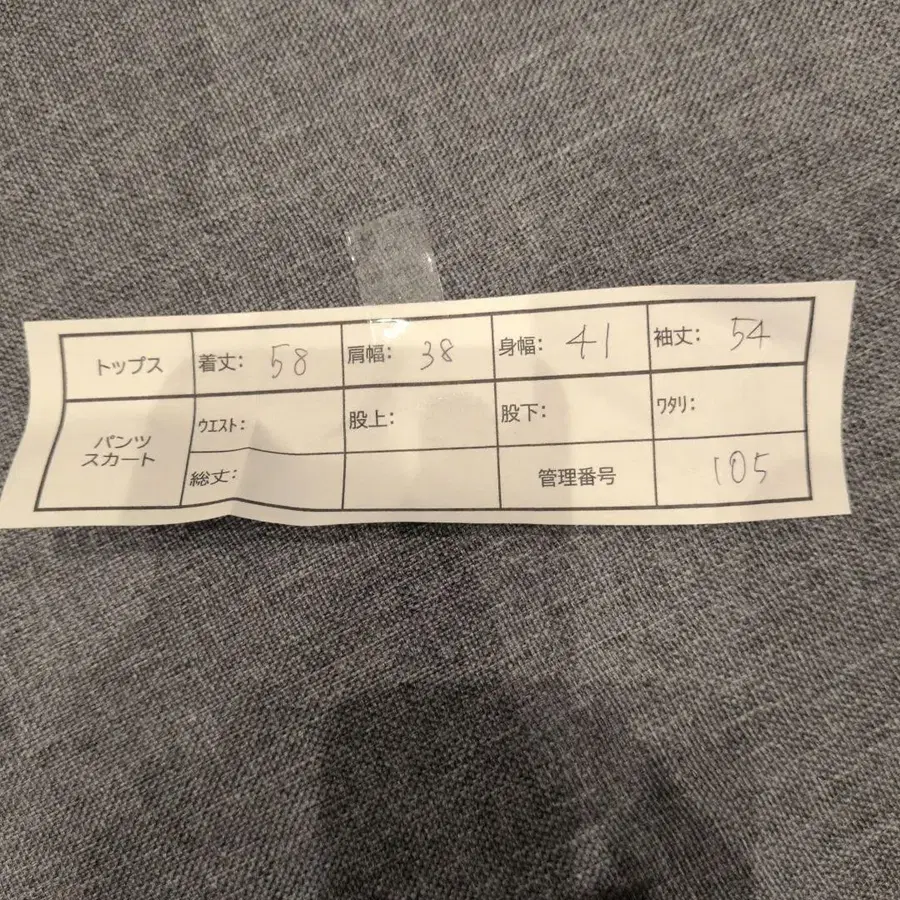 トップス 着丈: 58 肩幅: 38 身幅: 41 袖丈: 54
パンツ
スカート
ウエスト: 股上: 股下: ワタリ:
総丈: 管理番号 105